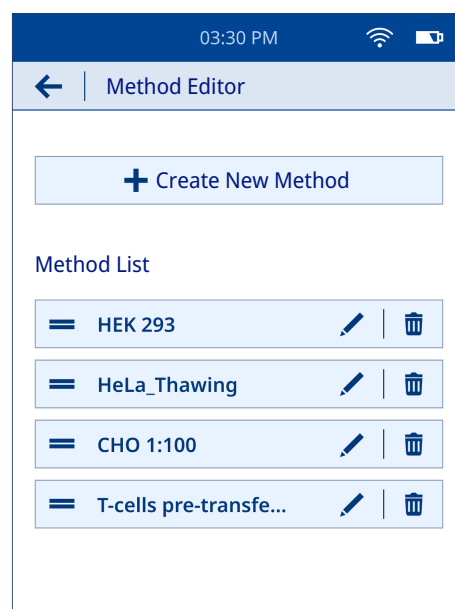 03:30 PM
Method Editor
Create New Method
Method List
HEK 293
HeLa_Thawing
CHO 1:100
T-cells pre-transfe...